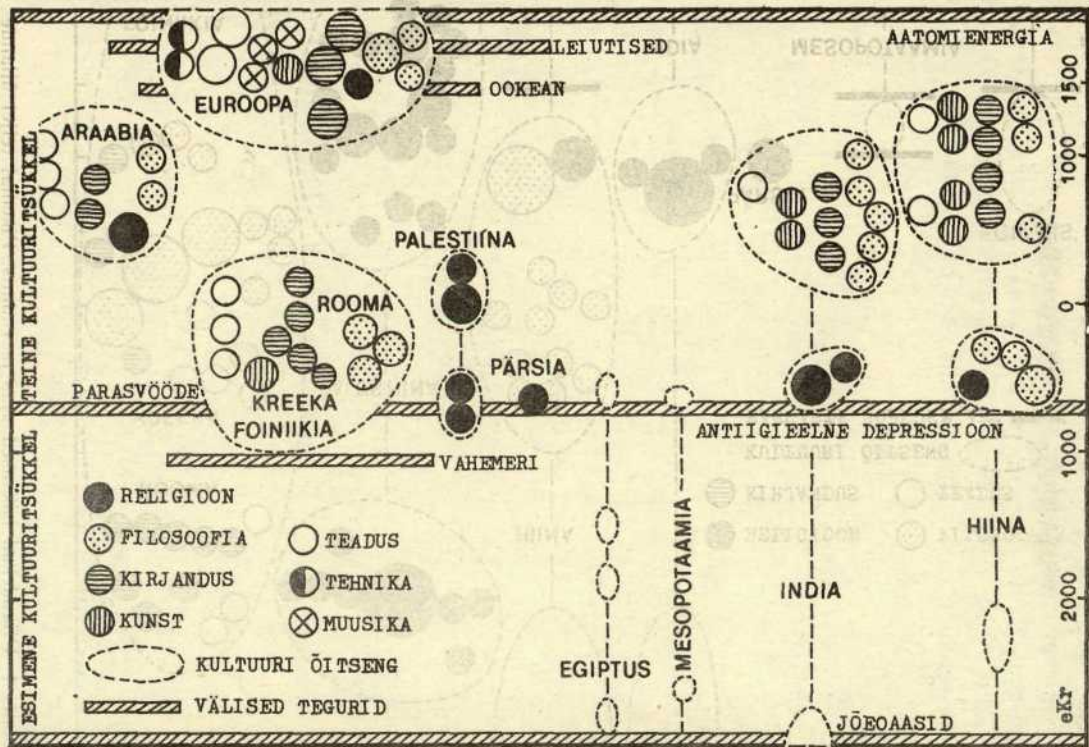 AATOMIENERGIA
LEIUTISED
OOKEAN
EUROOPA
ARAABIA
1500
1000
0
1000
2000
eKr
TEINE KULTUURITSÜKKEL
ESIMENE KULTUURITSÜKKEL
PALESTIINA
ROOMA
PÄRSIA
PARASVÖÖDE
KREEKA
FOINIIKIA
ANTIIGIEELNE DEPRESSIOON
VAHEMERI
RELIGIOON
FILOSOOFIA
TEADUS
KIRJANDUS
TEHNIKA
KUNST
MUUSIKA
KULTUURI ÕITSENG
VÄLISED TEGURID
EGIPTUS
MESOPOTAAMIA
INDIA
HIINA
JÕEOAASID